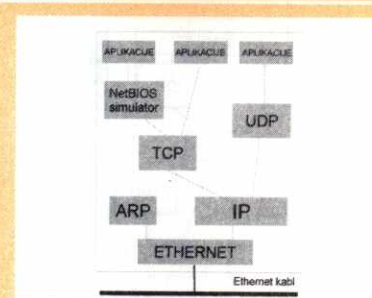 APLIKACIJE APLIKACIJE APLIKACIJE
NetBIOS
simulator
UDP
TCP
ARP
IP
ETHERNET
Ethernet kabl